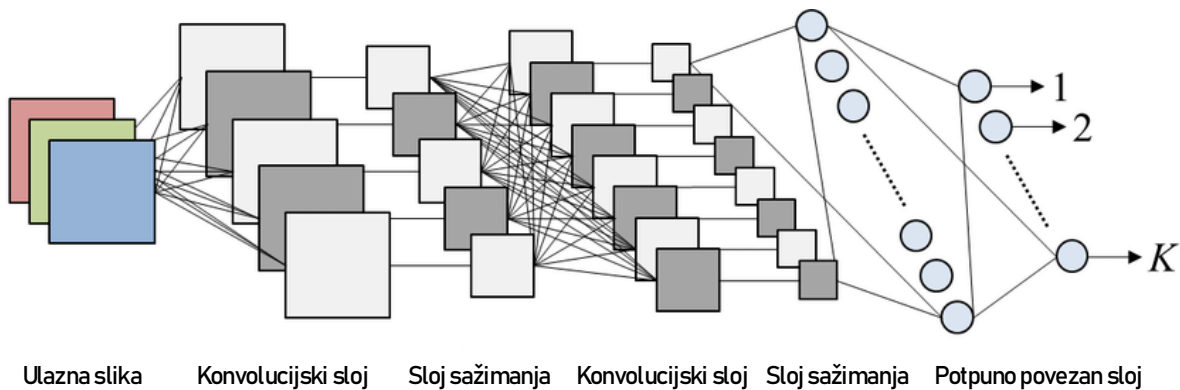 1
2
K
Ulazna slika
Konvolucijski sloj
Sloj sažimanja
Konvolucijski sloj
Sloj sažimanja
Potpuno povezan sloj